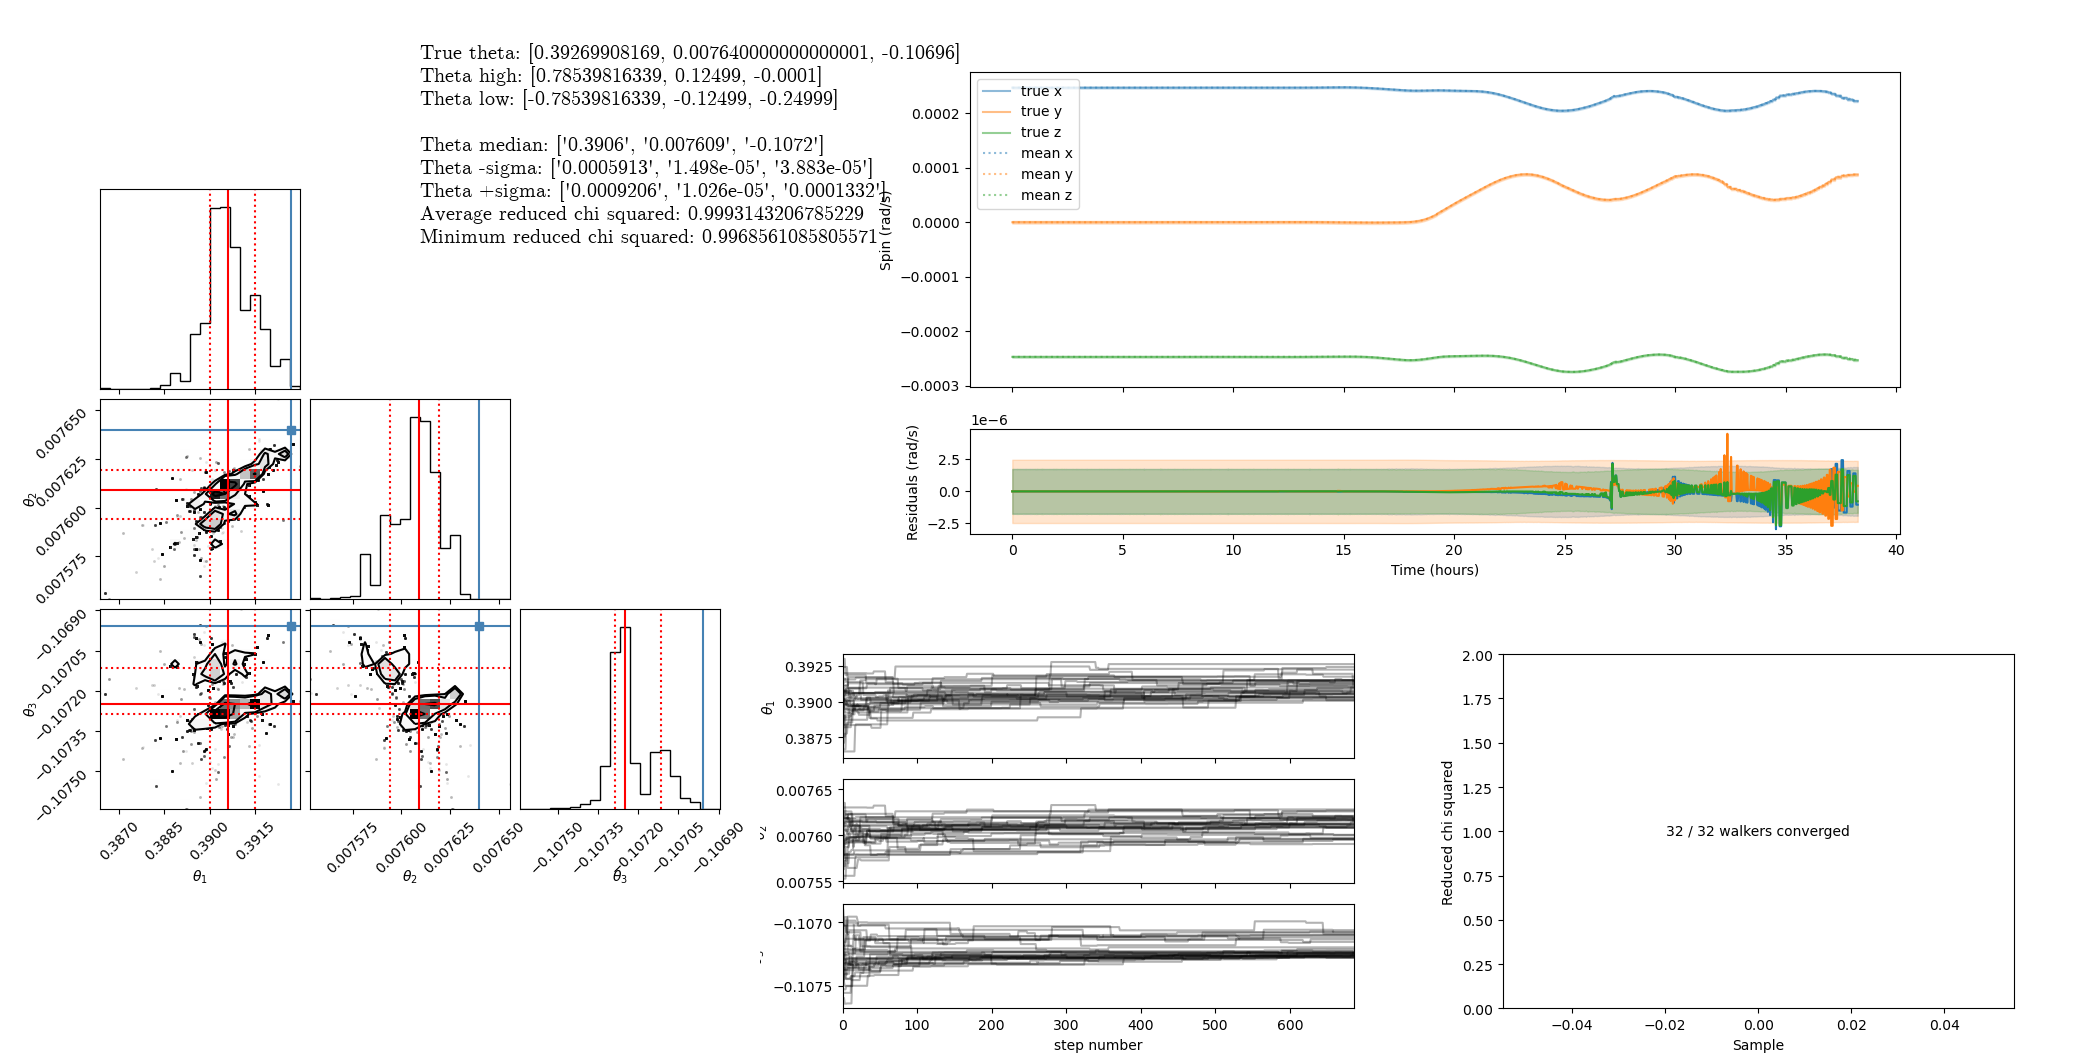 True theta: [0.39269908169, 0.007640000000000001, -0.10696]
Theta high: [0.78539816339, 0.12499, -0.0001]
Theta low: [-0.78539816339, -0.12499, -0.24999]
Theta median: ['0.3906', '0.007609', '-0.1072']
Theta -sigma: ['0.0005913', '1.498e-05', '3.883e-05']
Theta +sigma: ['0.0009206', '1.026e-05', '0.0001332']
Average reduced chi squared: 0.9993143206785229
Minimum reduced chi squared: 0.9968561085805571
true x
true y
true z
mean x
mean y
mean z
Spin (rad/s)
0.0002
0.0001
0.0000
−0.0001
−0.0002
−0.0003
1e−6
Residuals (rad/s)
2.5
0.0
−2.5
0 5 10 15 20 25 30 35 40
Time (hours)
θ2
0.007650
0.007625
0.007600
0.007575
θ3
−0.10690
−0.10705
−0.10720
−0.10735
−0.10750
0.3870 0.3885 0.3900 0.3915
θ1
0.007575 0.007600 0.007625 0.007650
θ2
−0.10750 −0.10735 −0.10720 −0.10705 −0.10690
θ3
θ1
0.3925
0.3900
0.3875
0.00765
0.00760
0.00755
−0.1070
−0.1075
0 100 200 300 400 500 600
step number
Reduced chi squared
2.00
1.75
1.50
1.25
1.00
0.75
0.50
0.25
0.00
32 / 32 walkers converged
−0.04 −0.02 0.00 0.02 0.04
Sample